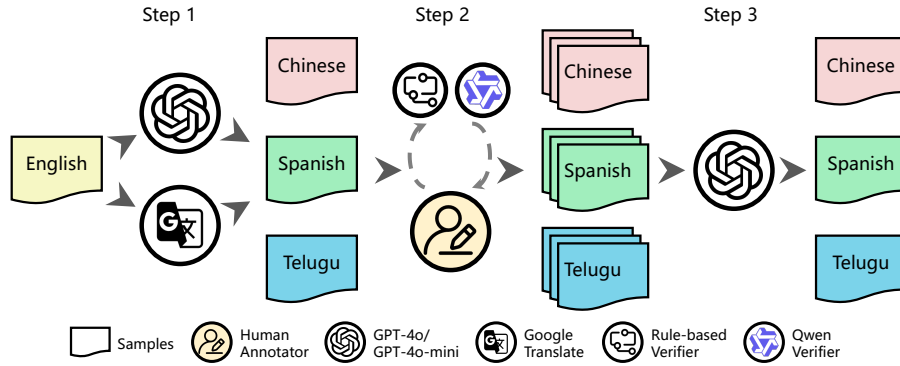 Step 1
Step 2
Step 3
English
Chinese
Spanish
Telugu
Chinese
Spanish
Telugu
Chinese
Spanish
Telugu
Samples
Human
Annotator
GPT-4o/
GPT-4o-mini
Google
Translate
Rule-based
Verifier
Qwen
Verifier